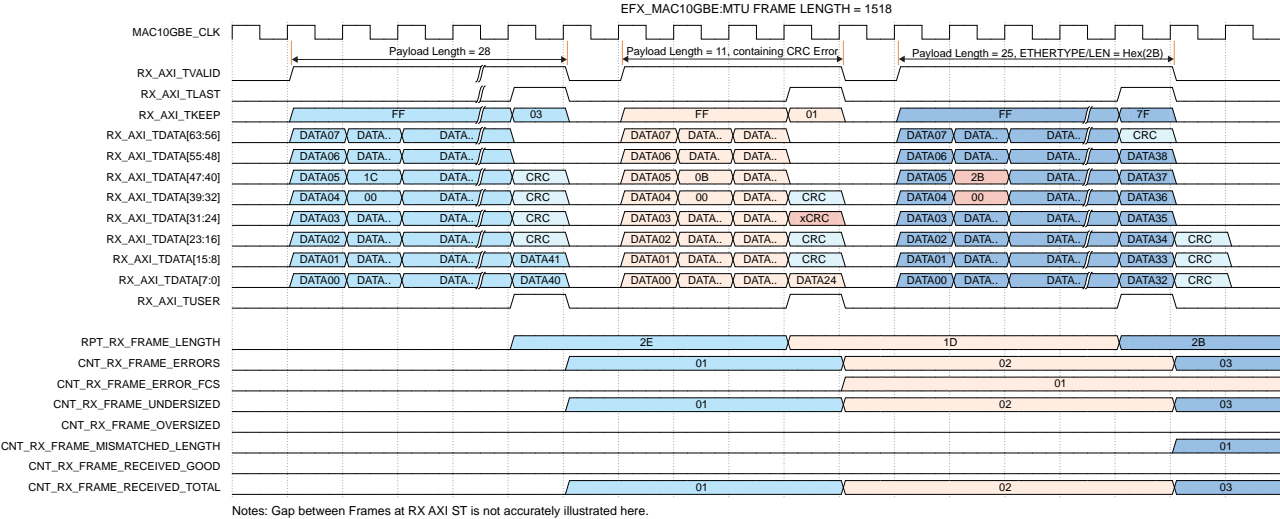 EFX_MAC10GBE:MTU FRAME LENGTH = 1518
MAC10GBE_CLK
Payload Length = 28 Payload Length = 11, containing CRC Error Payload Length = 25, ETHERTYPE/LEN = Hex(2B)
RX_AXI_TVALID
RX_AXI_TLAST
RX_AXI_TKEEP FF 03 FF 01 FF 7F
RX_AXI_TDATA[63:56] DATA07 DATA.. DATA.. DATA07 DATA.. DATA.. DATA07 DATA.. DATA.. CRC
RX_AXI_TDATA[55:48] DATA06 DATA.. DATA.. DATA06 DATA.. DATA.. DATA06 DATA.. DATA.. DATA38
RX_AXI_TDATA[47:40] DATA05 1C DATA.. CRC DATA05 0B DATA.. DATA05 2B DATA.. DATA37
RX_AXI_TDATA[39:32] DATA04 00 DATA.. CRC DATA04 00 DATA.. CRC DATA04 00 DATA.. DATA36
RX_AXI_TDATA[31:24] DATA03 DATA.. DATA.. CRC DATA03 DATA.. DATA.. xCRC DATA03 DATA.. DATA.. DATA35
RX_AXI_TDATA[23:16] DATA02 DATA.. DATA.. CRC DATA02 DATA.. DATA.. CRC DATA02 DATA.. DATA.. DATA34 CRC
RX_AXI_TDATA[15:8] DATA01 DATA.. DATA.. DATA41 DATA01 DATA.. DATA.. CRC DATA01 DATA.. DATA.. DATA33 CRC
RX_AXI_TDATA[7:0] DATA00 DATA.. DATA.. DATA40 DATA00 DATA.. DATA.. DATA24 DATA00 DATA.. DATA.. DATA32 CRC
RX_AXI_TUSER
RPT_RX_FRAME_LENGTH 2E 1D 2B
CNT_RX_FRAME_ERRORS 01 02 03
CNT_RX_FRAME_ERROR_FCS 01
CNT_RX_FRAME_UNDERSIZED 01 02 03
CNT_RX_FRAME_OVERSIZED
CNT_RX_FRAME_MISMATCHED_LENGTH 01
CNT_RX_FRAME_RECEIVED_GOOD
CNT_RX_FRAME_RECEIVED_TOTAL 01 02 03
Notes: Gap between Frames at RX AXI ST is not accurately illustrated here.